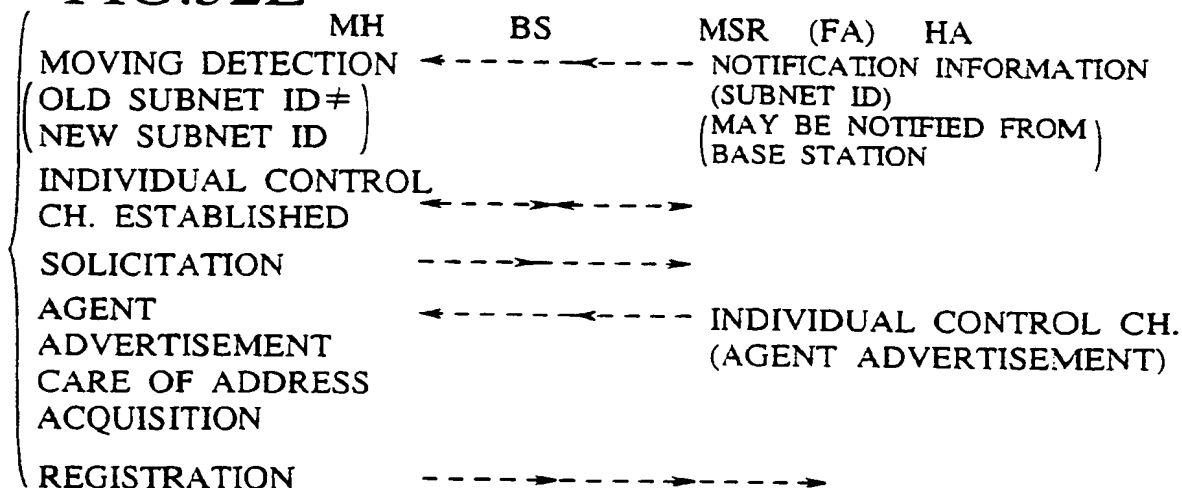 MH BS MSR (FA) HA
MOVING DETECTION
NOTIFICATION INFORMATION
(OLD SUBNET ID≠
(SUBNET ID)
NEW SUBNET ID)
(MAY BE NOTIFIED FROM
BASE STATION)
INDIVIDUAL CONTROL
CH. ESTABLISHED
SOLICITATION
AGENT
INDIVIDUAL CONTROL CH.
ADVERTISEMENT
(AGENT ADVERTISEMENT)
CARE OF ADDRESS
ACQUISITION
REGISTRATION